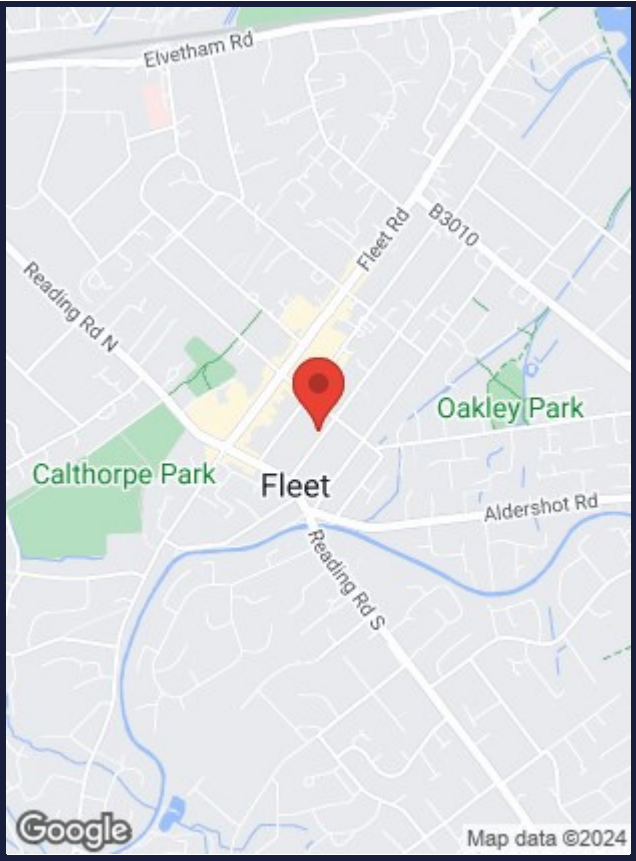 Elvetham Rd
B3010
Fleet Rd
Reading Rd N
Oakley Park
Calthorpe Park
Fleet
Aldershot Rd
Reading Rd S
Google
Map data ©2024